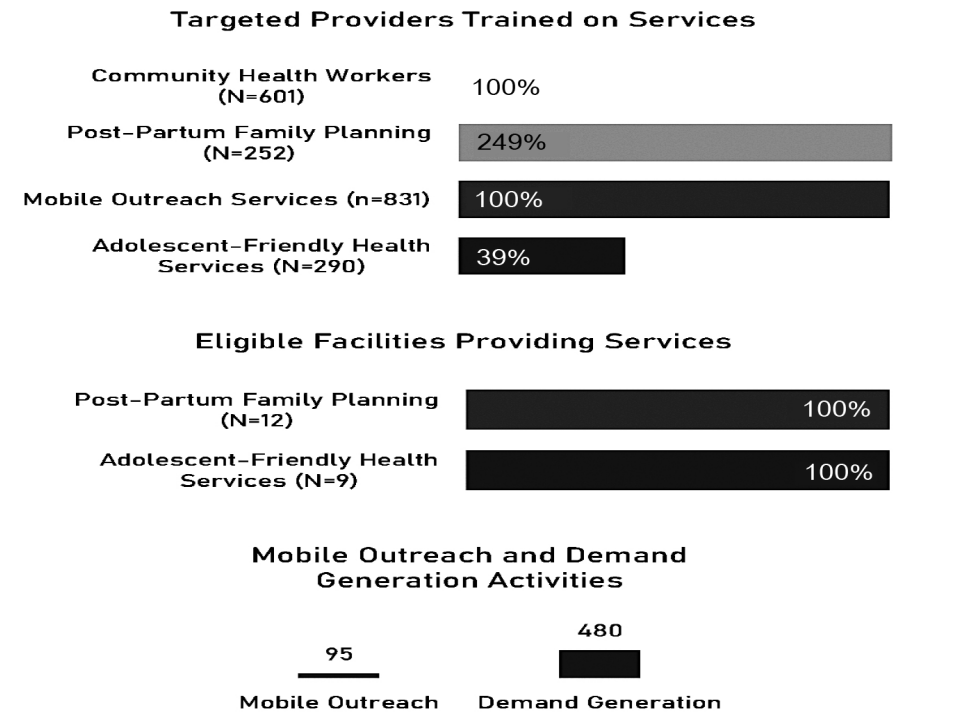 Targeted Providers Trained on Services
Community Health Workers
(N=601)
100%
Post-Partum Family Planning
(N=252)
249%
Mobile Outreach Services (n=831)
100%
Adolescent-Friendly Health
Services (N=290)
39%
Eligible Facilities Providing Services
Post-Partum Family Planning
(N=12)
100%
Adolescent-Friendly Health
Services (N=9)
100%
Mobile Outreach and Demand
Generation Activities
95
480
Mobile Outreach
Demand Generation